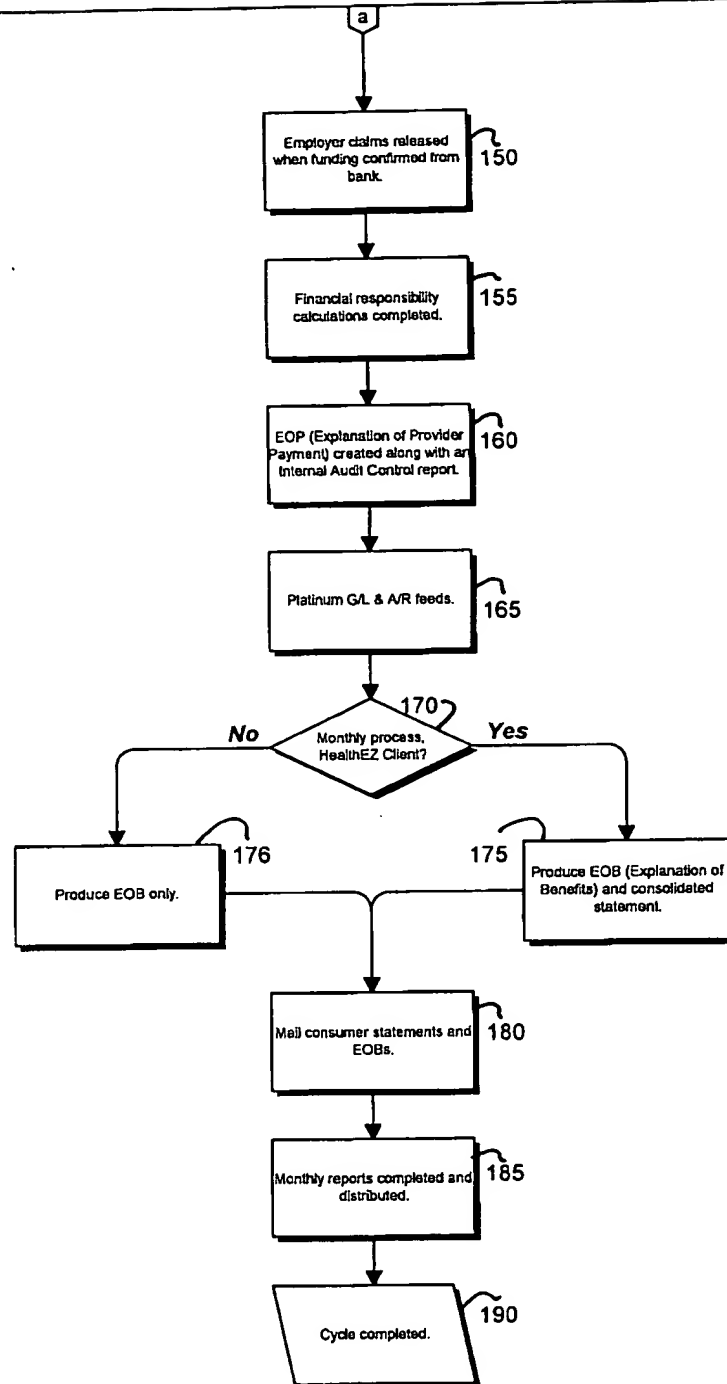 a
Employer claims released
when funding confirmed from
bank.
150
Financial responsibility
calculations completed.
155
EOP (Explanation of Provider
Payment) created along with an
Internal Audit Control report.
160
Platinum G/L & A/R feeds.
165
170
Monthly process,
HealthEZ Client?
No
Yes
176
Produce EOB only.
175
Produce EOB (Explanation of
Benefits) and consolidated
statement.
Mail consumer statements and
EOBs.
180
Monthly reports completed and
distributed.
185
Cycle completed.
190